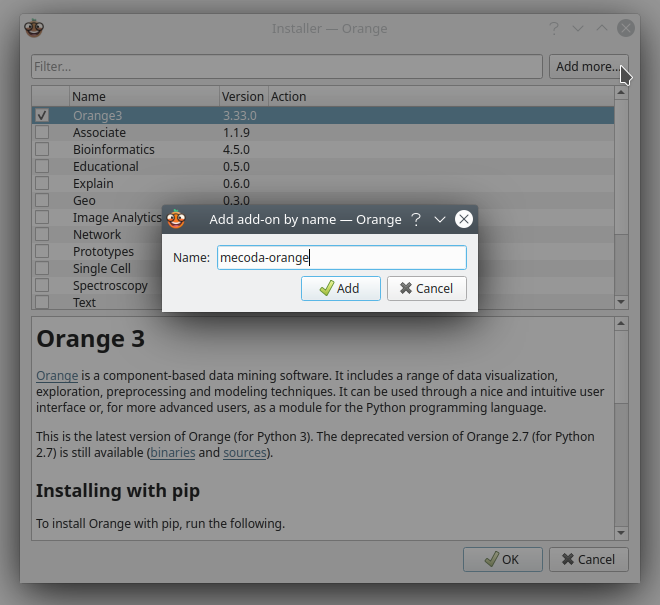 Installer — Orange
Filter...
Add more...
Name Version Action
Orange3 3.33.0
Associate 1.1.9
Bioinformatics 4.5.0
Educational 0.5.0
Explain 0.6.0
Geo 0.3.0
Image Analytics
Network
Prototypes
Single Cell
Spectroscopy
Text
Add add-on by name — Orange
Name: mecoda-orange
Add Cancel
Orange 3
Orange is a component-based data mining software. It includes a range of data visualization,
exploration, preprocessing and modeling techniques. It can be used through a nice and intuitive user
interface or, for more advanced users, as a module for the Python programming language.
This is the latest version of Orange (for Python 3). The deprecated version of Orange 2.7 (for Python
2.7) is still available (binaries and sources).
Installing with pip
To install Orange with pip, run the following.
OK Cancel